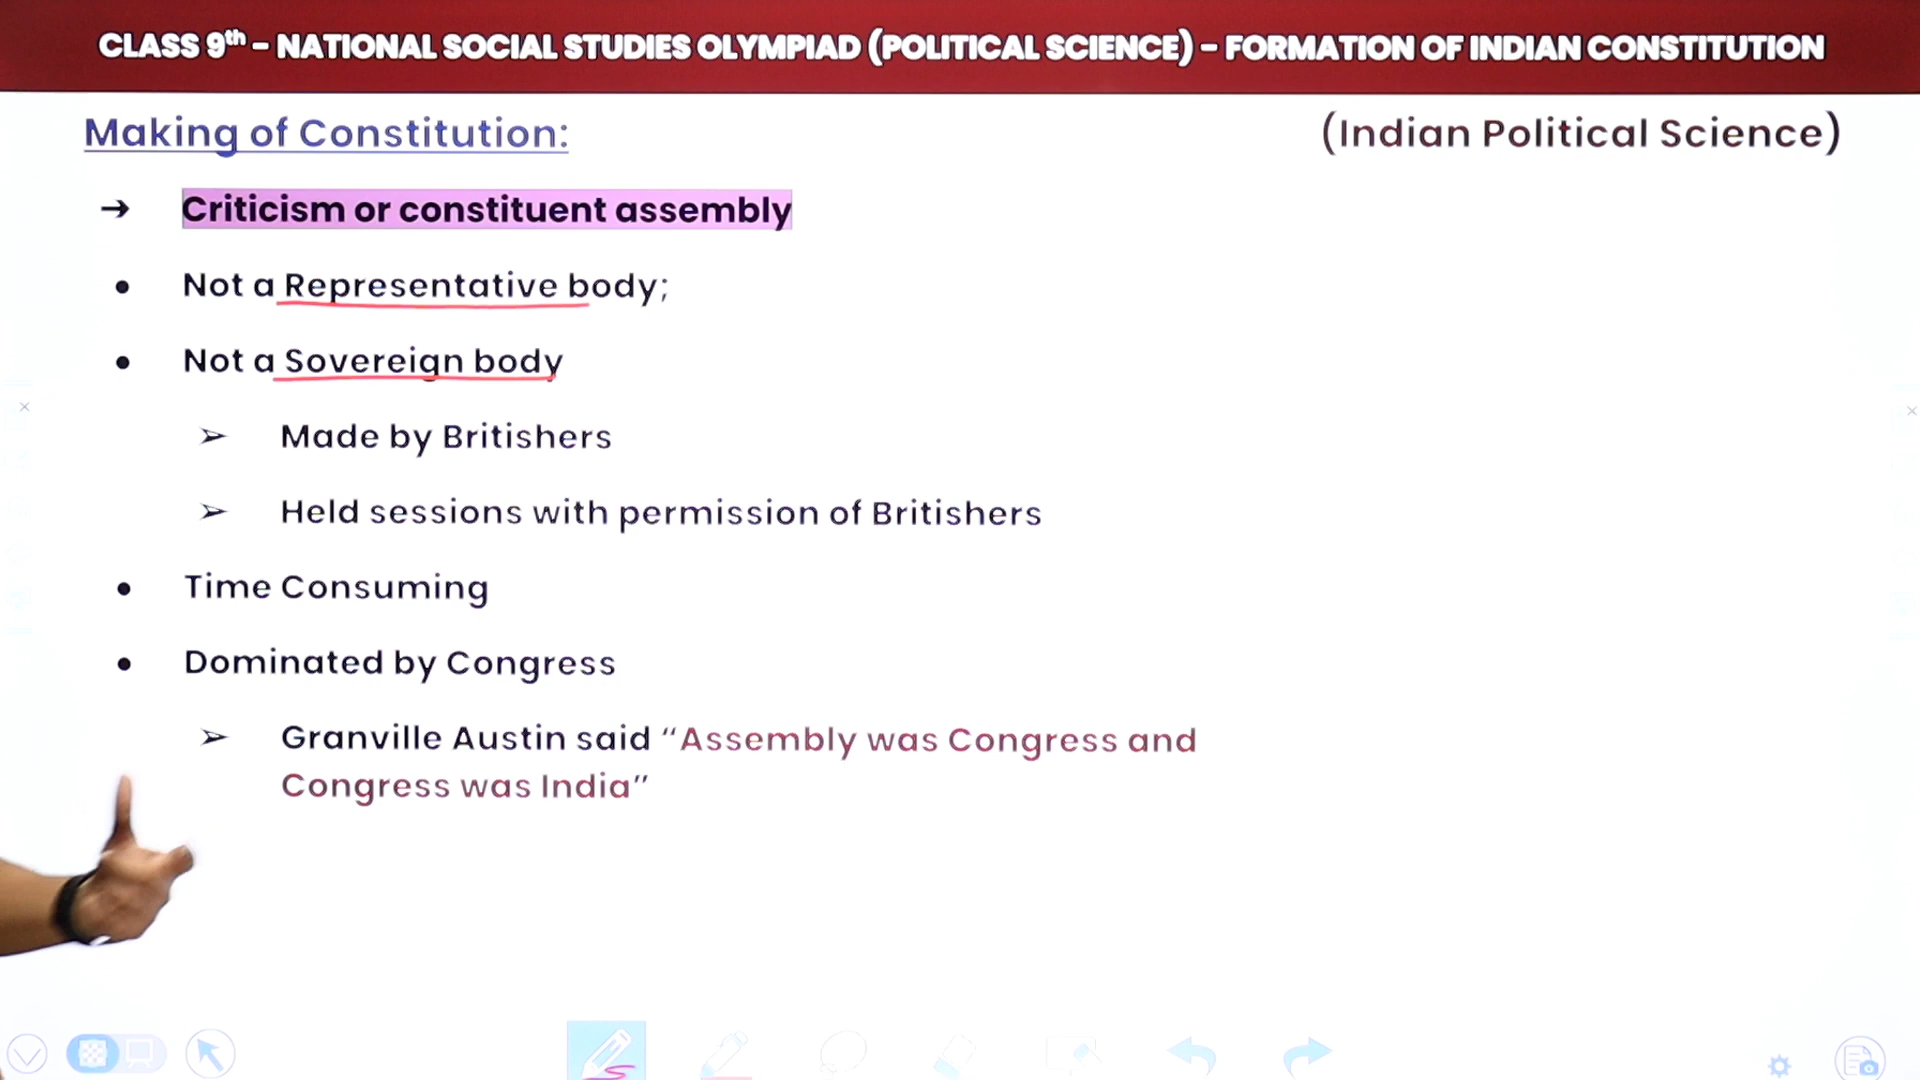 CLASS 9th – NATIONAL SOCIAL STUDIES OLYMPIAD (POLITICAL SCIENCE) – FORMATION OF INDIAN CONSTITUTION
Making of Constitution:
(Indian Political Science)
→ Criticism or constituent assembly
● Not a Representative body;
● Not a Sovereign body
➢ Made by Britishers
➢ Held sessions with permission of Britishers
● Time Consuming
● Dominated by Congress
➢ Granville Austin said “Assembly was Congress and
Congress was India”